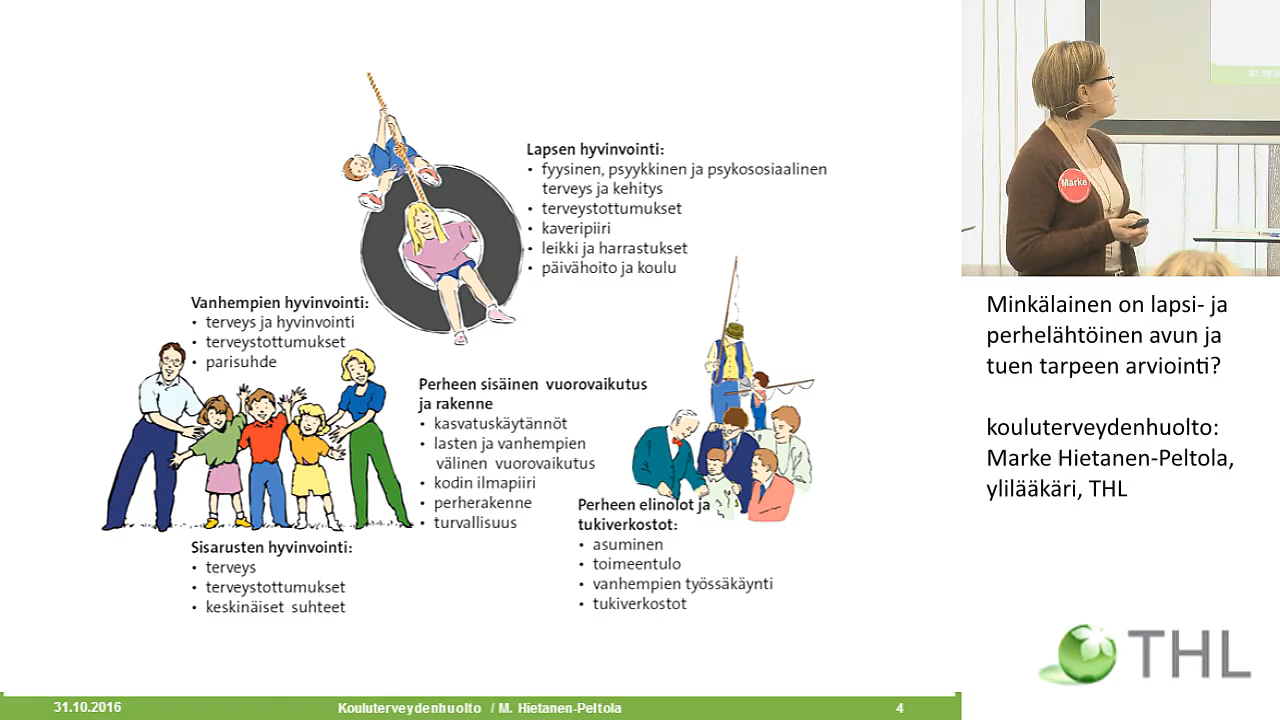 Lapsen hyvinvointi:
• fyysinen, psyykkinen ja psykososiaalinen
terveys ja kehitys
• terveystottumukset
• kaveripiiri
• leikki ja harrastukset
• päivähoito ja koulu
Vanhempien hyvinvointi:
• terveys ja hyvinvointi
• terveystottumukset
• parisuhde
Perheen sisäinen vuorovaikutus
ja rakenne
• kasvatuskäytännöt
• lasten ja vanhempien
välinen vuorovaikutus
• kodin ilmapiiri
• perherakenne
• turvallisuus
Sisarusten hyvinvointi:
• terveys
• terveystottumukset
• keskinäiset suhteet
Perheen elinolot ja
tukiverkostot:
• asuminen
• toimeentulo
• vanhempien työssäkäynti
• tukiverkostot
31.10.2016
Kouluterveydenhuolto / M. Hietanen-Peltola
4
Marke
Minkälainen on lapsi- ja
perhelähtöinen avun ja
tuen tarpeen arviointi?
kouluterveydenhuolto:
Marke Hietanen-Peltola,
ylilääkäri, THL
THL